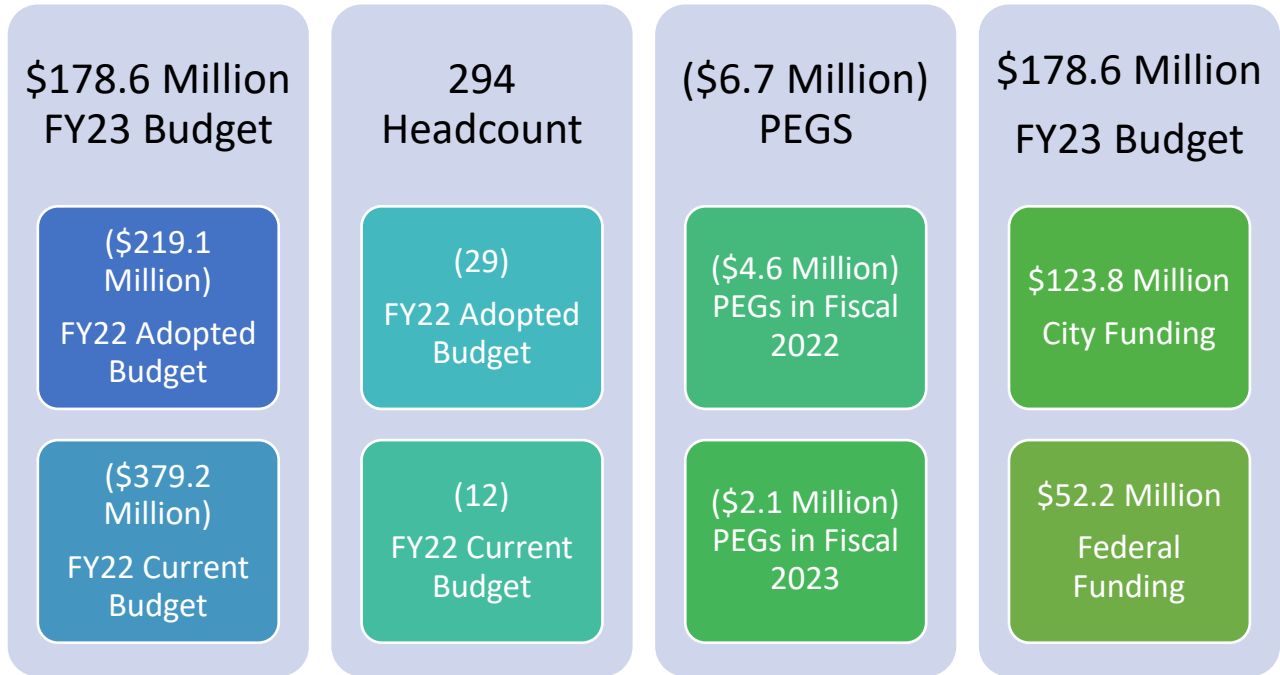 $178.6 Million
FY23 Budget
($219.1
Million)
FY22 Adopted
Budget
($379.2
Million)
FY22 Current
Budget
294
Headcount
(29)
FY22 Adopted
Budget
(12)
FY22 Current
Budget
($6.7 Million)
PEGS
($4.6 Million)
PEGs in Fiscal
2022
($2.1 Million)
PEGs in Fiscal
2023
$178.6 Million
FY23 Budget
$123.8 Million
City Funding
$52.2 Million
Federal
Funding